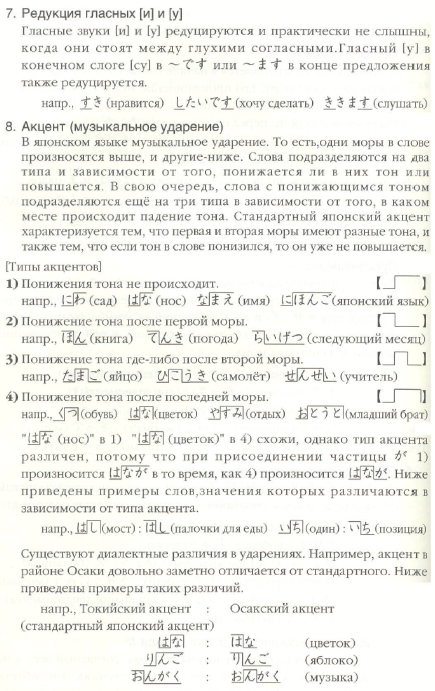 7. Редукция гласных [и] и [у]
Гласные звуки [и] и [у] редуцируются и практически не слышны,
когда они стоят между глухими согласными.Гласный [у] в
конечном слоге [су] в ～です или ～ます в конце предложения
также редуцируется.
напр., すき (нравится) したいです(хочу сделать) ききます(слушать)
8. Акцент (музыкальное ударение)
В японском языке музыкальное ударение. То есть,одни моры в слове
произносятся выше, и другие-ниже. Слова подразделяются на два
типа и зависимости от того, понижается ли в них тон или
повышается. В свою очередь, слова с понижающимся тоном
подразделяются ещё на три типа в зависимости от того, в каком
месте происходит падение тона. Стандартный японский акцент
характеризуется тем, что первая и вторая моры имеют разные тона, и
также тем, что если тон в слове понизился, то он уже не повышается.
[Типы акцентов]
1) Понижения тона не происходит. 【 】
напр., にわ (сад) はな (нос) なまえ (имя) にほんご(японский язык)
2) Понижение тона после первой моры. 【 】
напр., ほん (книга) てんき (погода) らいげつ (следующий месяц)
3) Понижение тона где-либо после второй моры. 【 】
напр., たまご(яйцо) ひこうき (самолёт) せんせい (учитель)
4) Понижение тона после последней моры. 【 】
напр., くつ(обувь) はな(цветок) やすみ(отдых) おとうと(младший брат)
"はな (нос)" в 1) "はな (цветок)" в 4) схожи, однако тип акцента
различен, потому что при присоединении частицы が 1)
произносится はなが в то время, как 4) произносится はなが. Ниже
приведены примеры слов,значения которых различаются в
зависимости от типа акцента.
напр., はし(мост) : はし(палочки для еды) いち(один) : いち(позиция)
Существуют диалектные различия в ударениях. Например, акцент в
районе Осаки довольно заметно отличается от стандартного. Ниже
приведены примеры таких различий.
напр., Токийский акцент : Осакский акцент
(стандартный японский акцент)
はな : はな (цветок)
りんご : りんご (яблоко)
おんがく : おんがく (музыка)